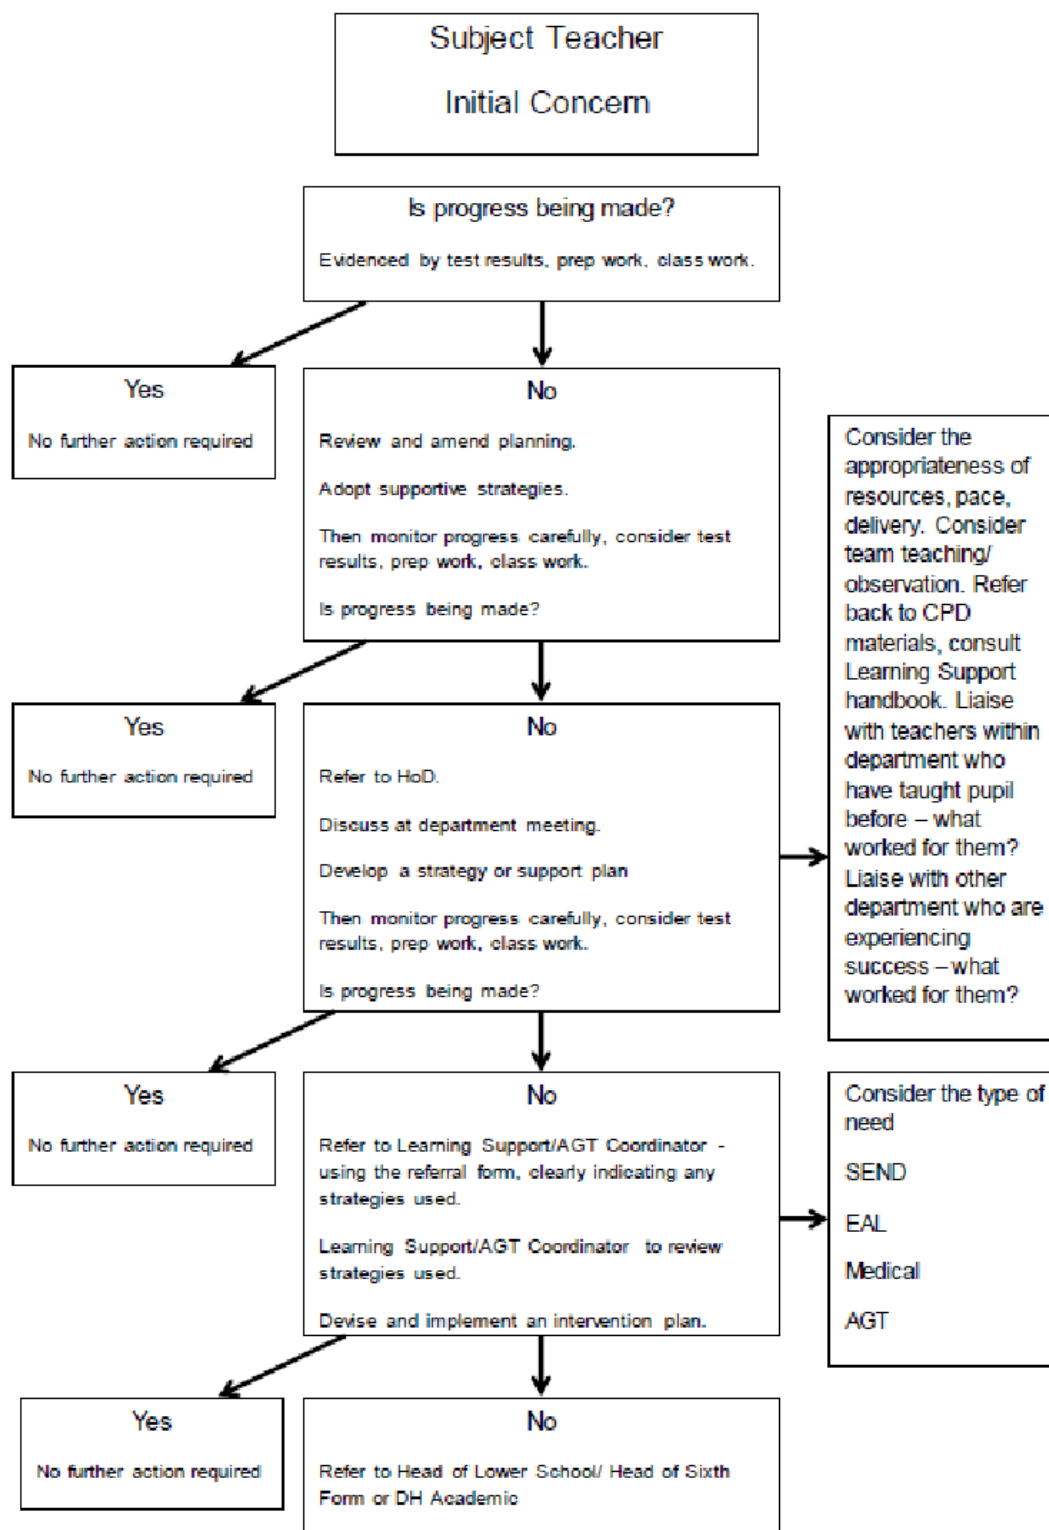 Subject Teacher
Initial Concern
Is progress being made?
Evidenced by test results, prep work, class work.
Yes
No further action required
No
Review and amend planning.
Adopt supportive strategies.
Then monitor progress carefully, consider test
results, prep work, class work.
Is progress being made?
Yes
No further action required
No
Refer to HoD.
Discuss at department meeting.
Develop a strategy or support plan
Then monitor progress carefully, consider test
results, prep work, class work.
Is progress being made?
Consider the
appropriateness of
resources, pace,
delivery. Consider
team teaching/
observation. Refer
back to CPD
materials, consult
Learning Support
handbook. Liaise
with teachers within
department who
have taught pupil
before – what
worked for them?
Liaise with other
department who are
experiencing
success – what
worked for them?
Yes
No further action required
No
Refer to Learning Support/AGT Coordinator -
using the referral form, clearly indicating any
strategies used.
Learning Support/AGT Coordinator to review
strategies used.
Devise and implement an intervention plan.
Consider the type of
need
SEND
EAL
Medical
AGT
Yes
No further action required
No
Refer to Head of Lower School/ Head of Sixth
Form or DH Academic